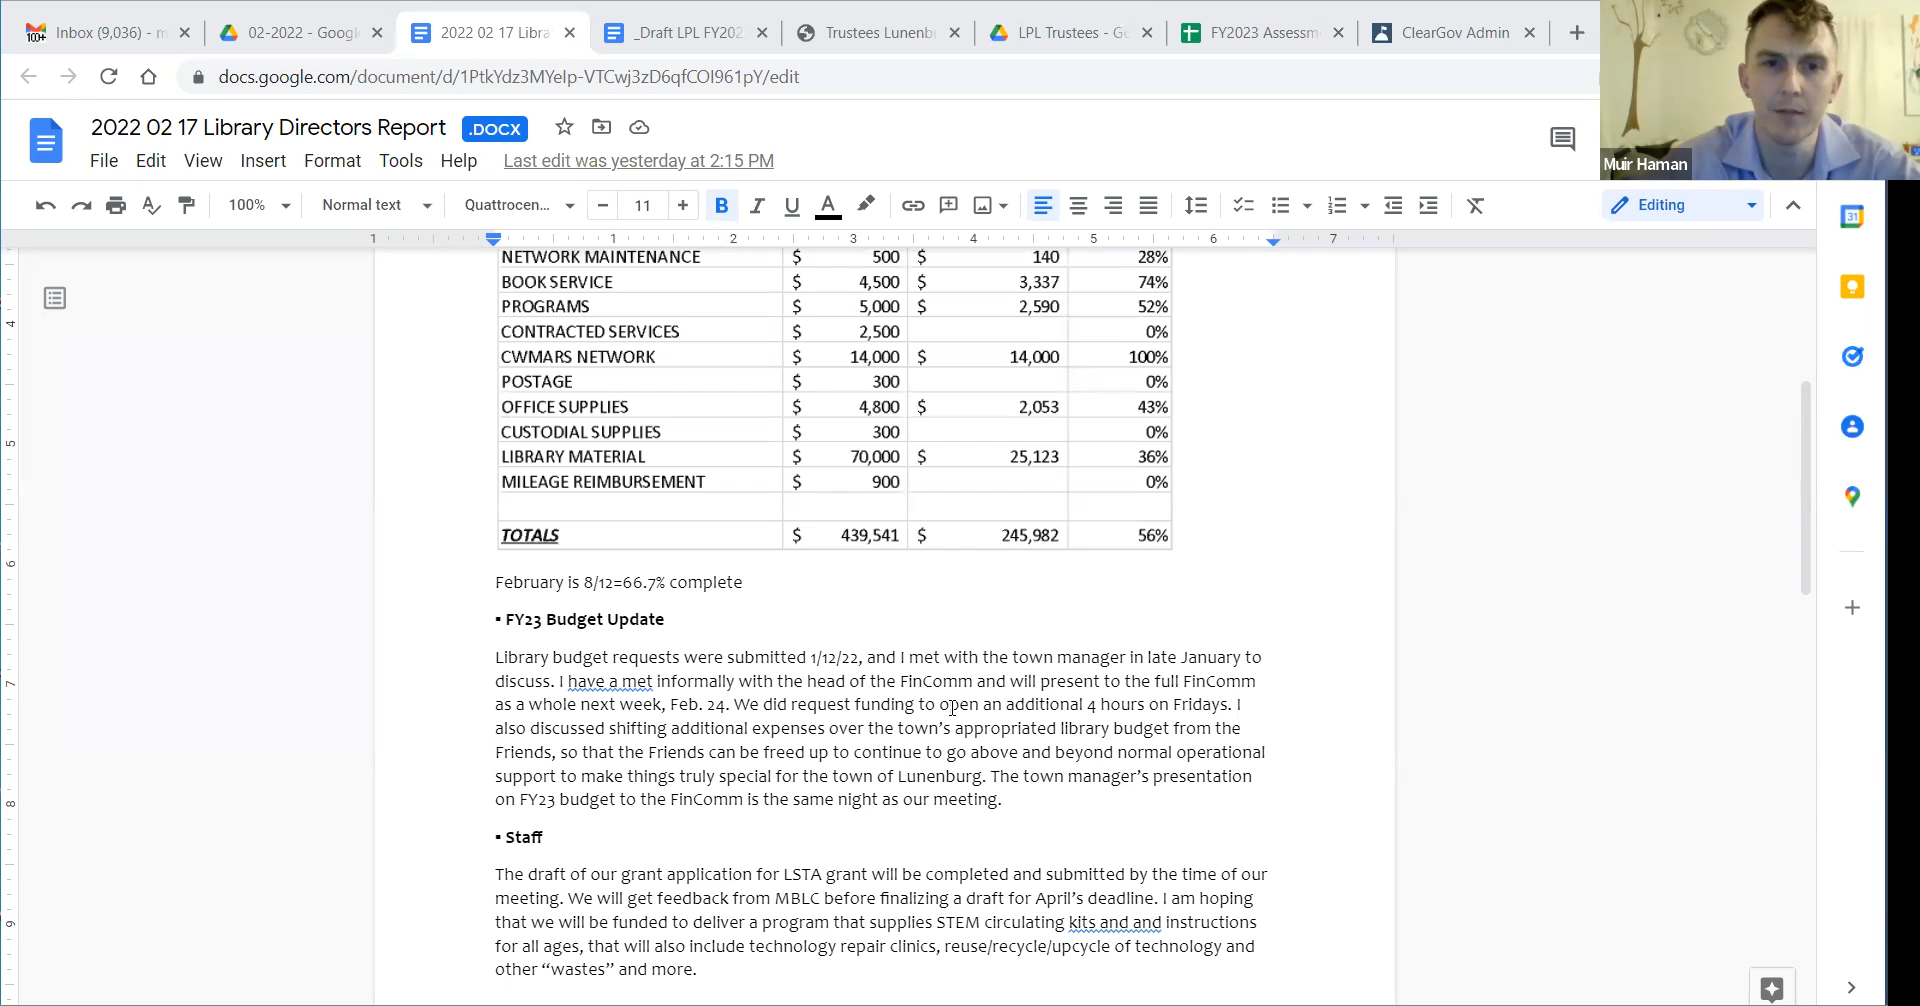 Inbox (9,036) - m
02-2022 - Googl
2022 02 17 Libra
_Draft LPL FY202
Trustees Lunenb
LPL Trustees - Go
FY2023 Assessm
ClearGov Admin
docs.google.com/document/d/1PtkYdz3MYelp-VTCwj3zD6qfCOI961pY/edit
2022 02 17 Library Directors Report .DOCX
File Edit View Insert Format Tools Help Last edit was yesterday at 2:15 PM
Muir Haman
100% Normal text Quattrocen... 11 B I U A Editing
1 1 2 3 4 5 6 7
NETWORK MAINTENANCE $ 500 $ 140 28%
BOOK SERVICE $ 4,500 $ 3,337 74%
PROGRAMS $ 5,000 $ 2,590 52%
CONTRACTED SERVICES $ 2,500 0%
CWMARS NETWORK $ 14,000 $ 14,000 100%
POSTAGE $ 300 0%
OFFICE SUPPLIES $ 4,800 $ 2,053 43%
CUSTODIAL SUPPLIES $ 300 0%
LIBRARY MATERIAL $ 70,000 $ 25,123 36%
MILEAGE REIMBURSEMENT $ 900 0%
TOTALS $ 439,541 $ 245,982 56%
February is 8/12=66.7% complete
▪ FY23 Budget Update
Library budget requests were submitted 1/12/22, and I met with the town manager in late January to
discuss. I have a met informally with the head of the FinComm and will present to the full FinComm
as a whole next week, Feb. 24. We did request funding to open an additional 4 hours on Fridays. I
also discussed shifting additional expenses over the town's appropriated library budget from the
Friends, so that the Friends can be freed up to continue to go above and beyond normal operational
support to make things truly special for the town of Lunenburg. The town manager's presentation
on FY23 budget to the FinComm is the same night as our meeting.
▪ Staff
The draft of our grant application for LSTA grant will be completed and submitted by the time of our
meeting. We will get feedback from MBLC before finalizing a draft for April's deadline. I am hoping
that we will be funded to deliver a program that supplies STEM circulating kits and and instructions
for all ages, that will also include technology repair clinics, reuse/recycle/upcycle of technology and
other “wastes” and more.